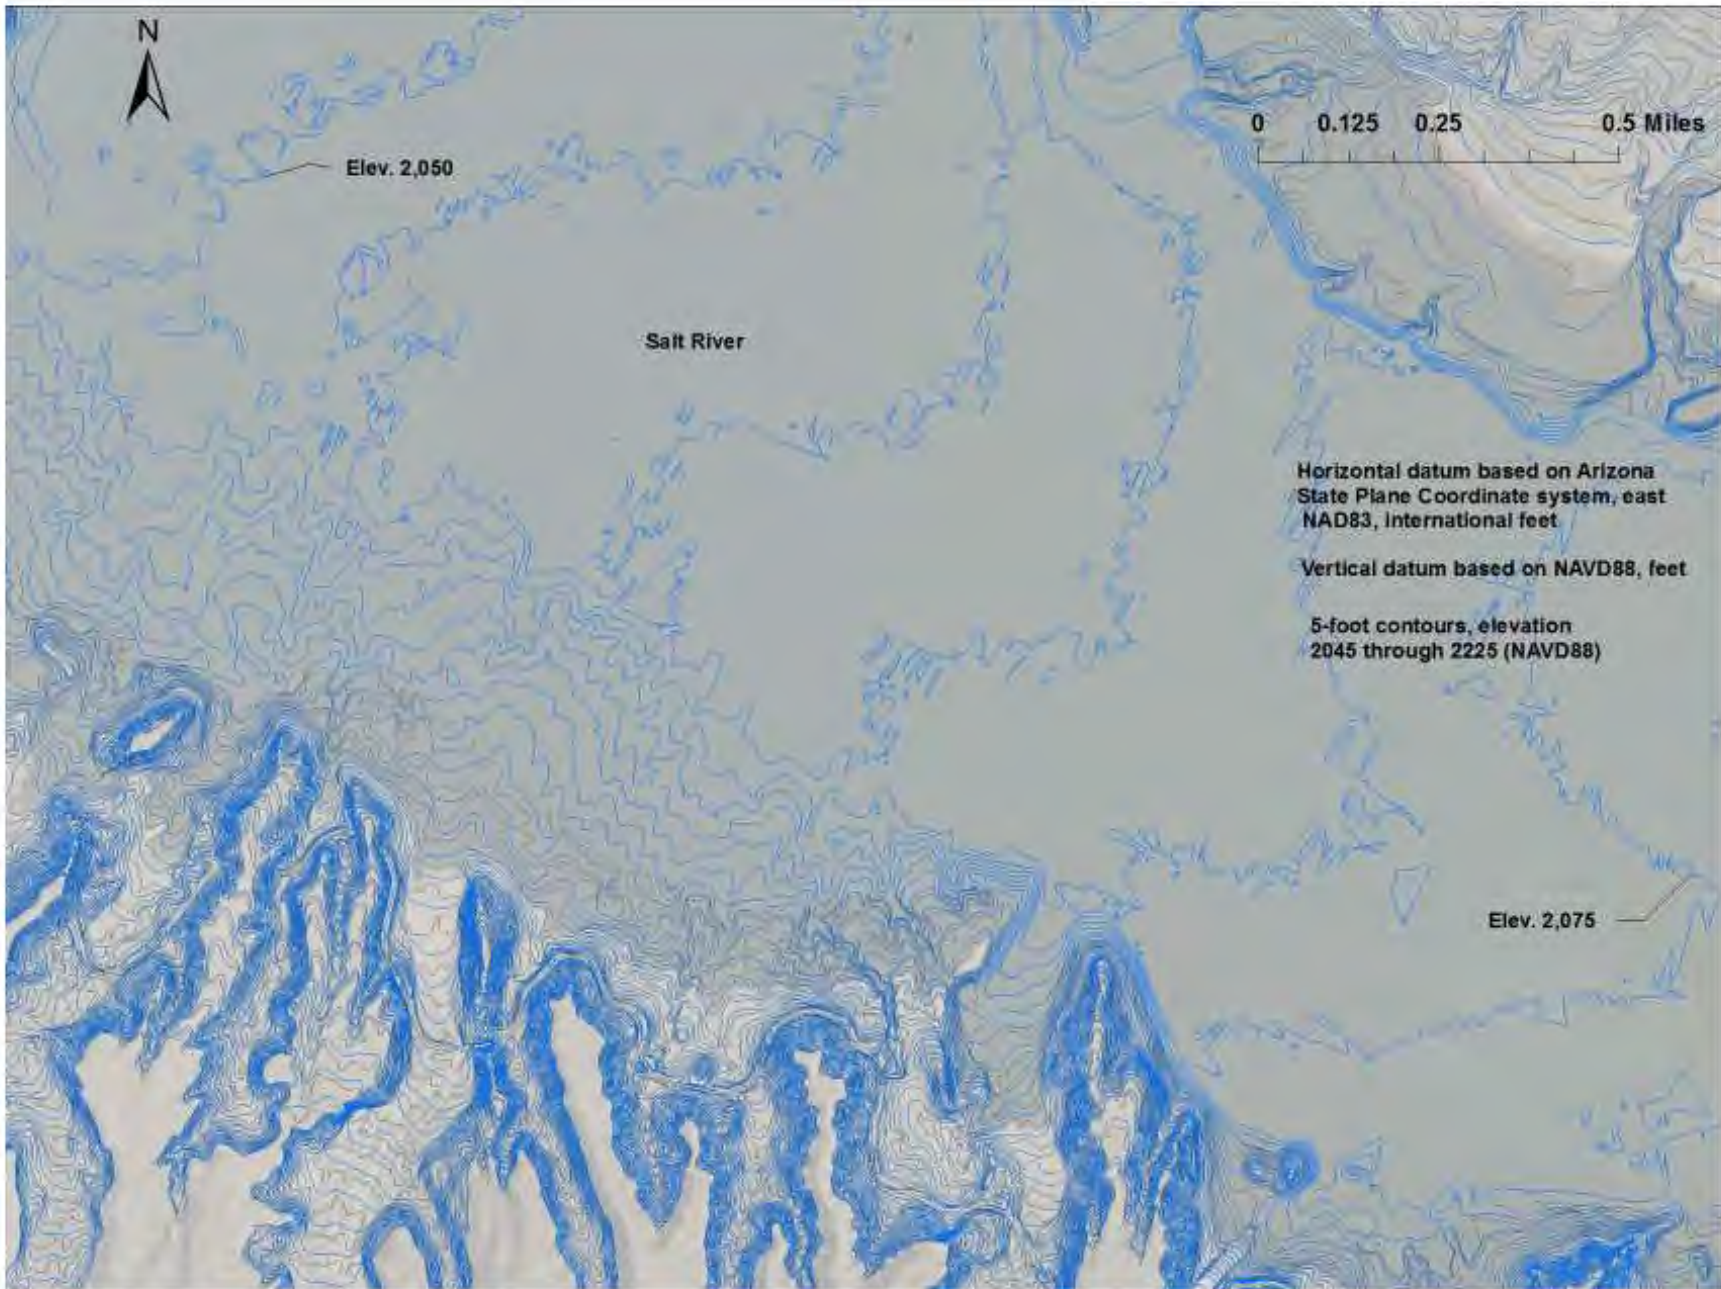 N
0 0.125 0.25 0.5 Miles
Elev. 2,050
Salt River
Horizontal datum based on Arizona
State Plane Coordinate system, east
NAD83, international feet
Vertical datum based on NAVD88, feet
5-foot contours, elevation
2045 through 2225 (NAVD88)
Elev. 2,075